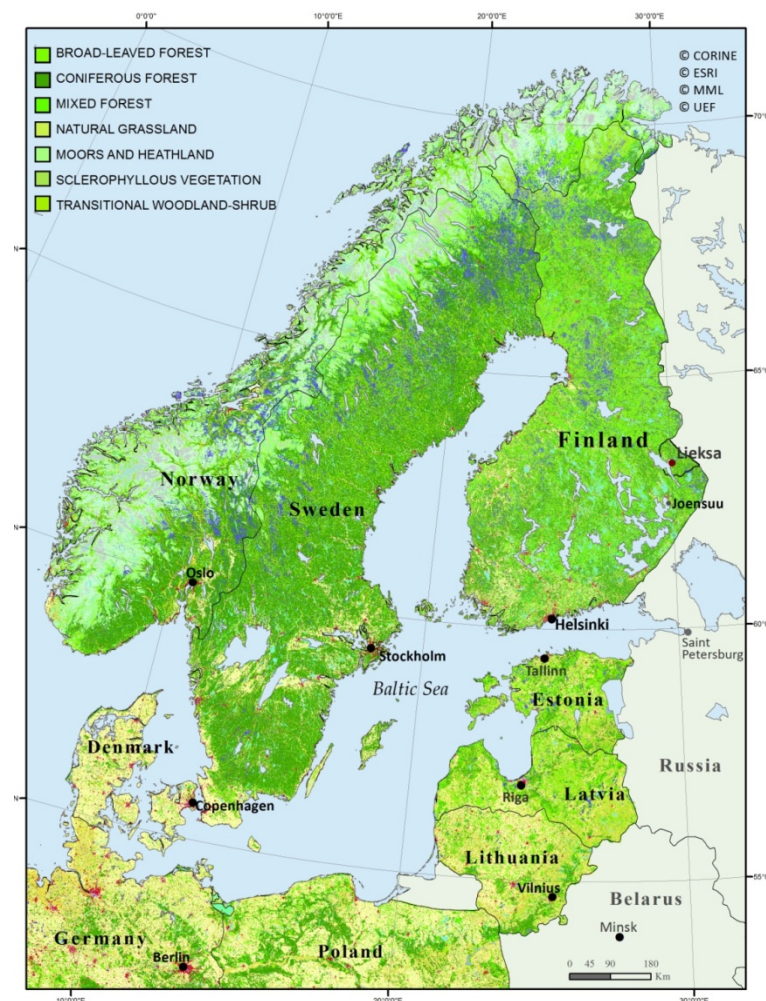 0°0'0"E
10°0'0"E
20°0'0"E
30°0'0"E
BROAD-LEAVED FOREST
CONIFEROUS FOREST
MIXED FOREST
NATURAL GRASSLAND
MOORS AND HEATHLAND
SCLEROPHYLLOUS VEGETATION
TRANSITIONAL WOODLAND-SHRUB
© CORINE
© ESRI
© MML
© UEF
70°
N
65°
Finland
Lieksa
Norway
Joensuu
Sweden
N
Oslo
Helsinki
60°
Saint
Petersburg
Stockholm
Tallinn
Baltic Sea
Estonia
Denmark
Russia
Riga
Latvia
N
Copenhagen
Lithuania
55°
Vilnius
Belarus
Minsk
Germany
Poland
Berlin
0 45 90 180
Km